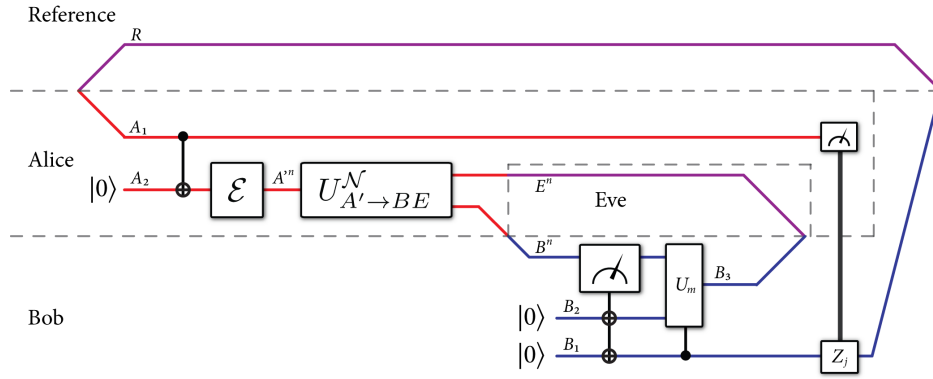 Reference
R
A₁
Alice
|0⟩ A₂ ℰ A'ⁿ U^𝒩_{A'→BE} Eⁿ Eve
Bⁿ
U_m B₃
Bob
|0⟩ B₂
|0⟩ B₁ Z_j